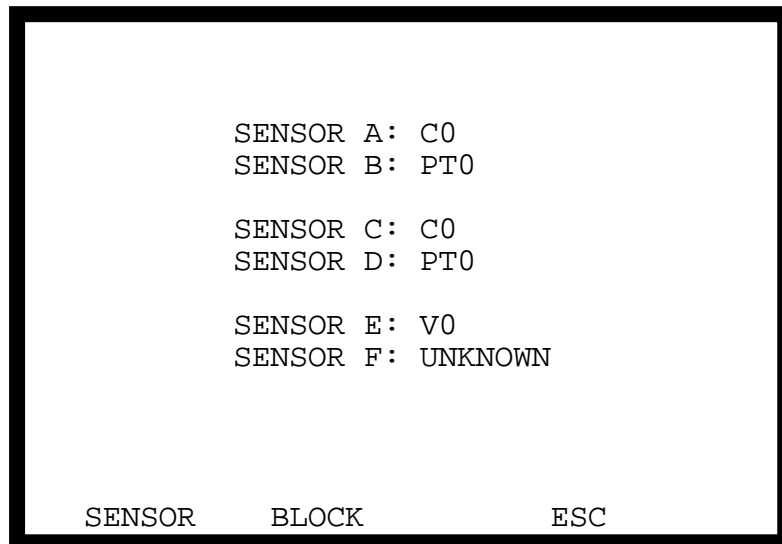 SENSOR A: C0
SENSOR B: PT0
SENSOR C: C0
SENSOR D: PT0
SENSOR E: V0
SENSOR F: UNKNOWN
SENSOR BLOCK ESC